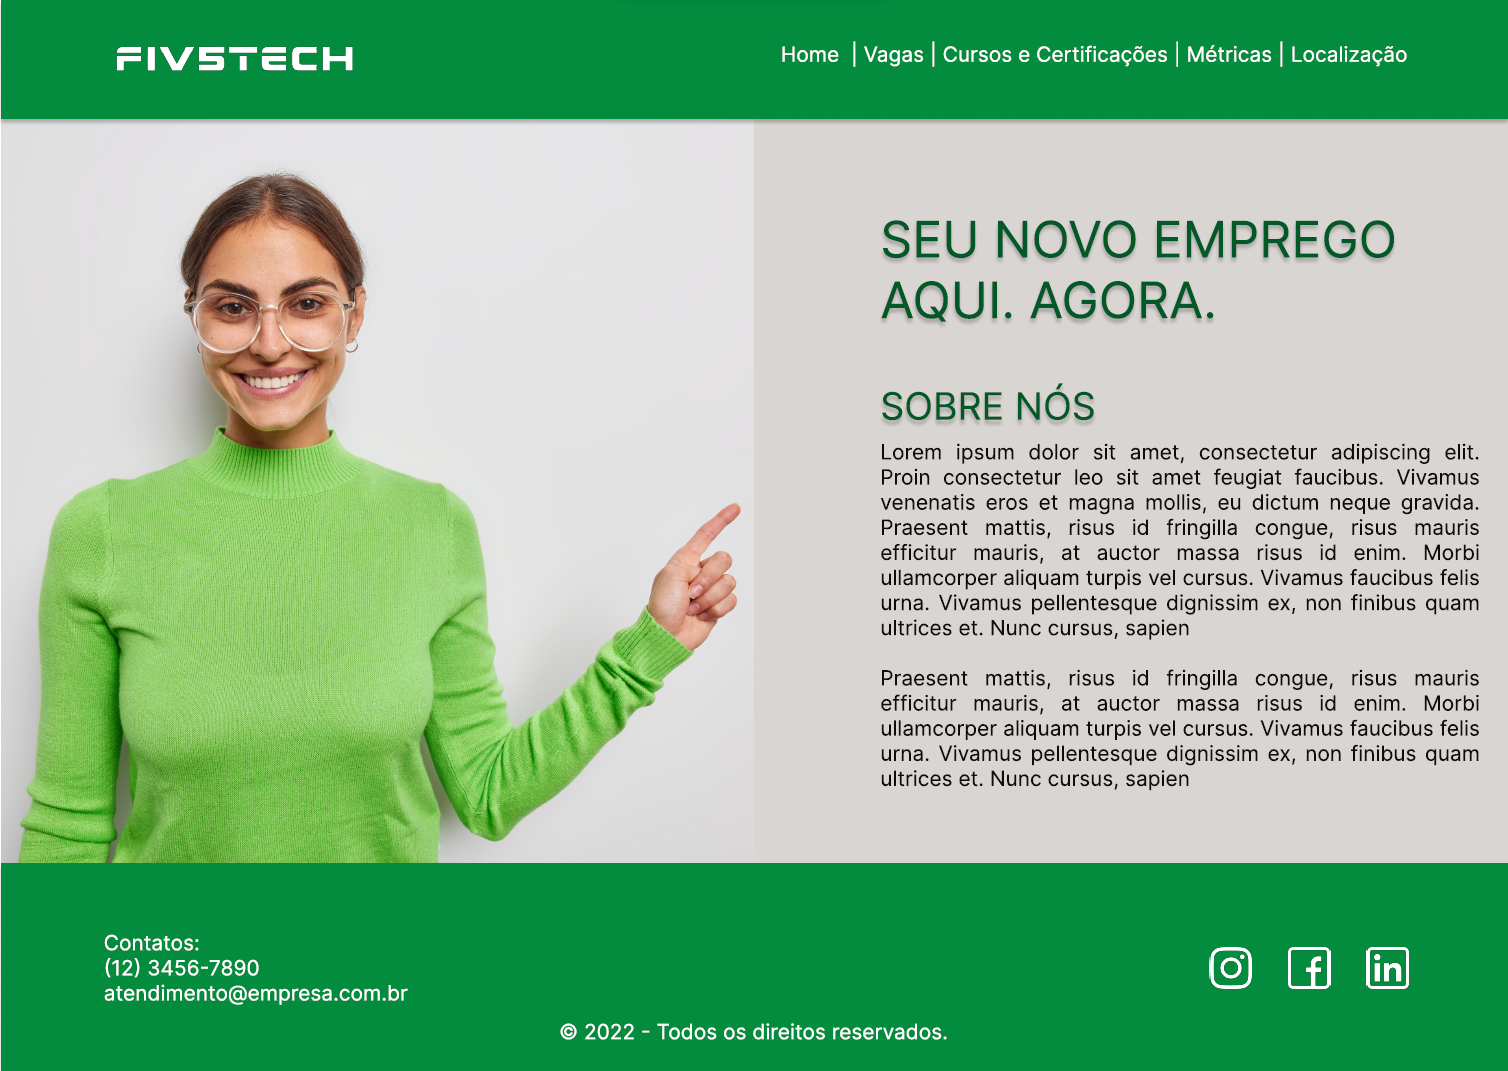 FIV5TECH
Home | Vagas | Cursos e Certificações | Métricas | Localização
SEU NOVO EMPREGO
AQUI. AGORA.
SOBRE NÓS
Lorem ipsum dolor sit amet, consectetur adipiscing elit.
Proin consectetur leo sit amet feugiat faucibus. Vivamus
venenatis eros et magna mollis, eu dictum neque gravida.
Praesent mattis, risus id fringilla congue, risus mauris
efficitur mauris, at auctor massa risus id enim. Morbi
ullamcorper aliquam turpis vel cursus. Vivamus faucibus felis
urna. Vivamus pellentesque dignissim ex, non finibus quam
ultrices et. Nunc cursus, sapien
Praesent mattis, risus id fringilla congue, risus mauris
efficitur mauris, at auctor massa risus id enim. Morbi
ullamcorper aliquam turpis vel cursus. Vivamus faucibus felis
urna. Vivamus pellentesque dignissim ex, non finibus quam
ultrices et. Nunc cursus, sapien
Contatos:
(12) 3456-7890
atendimento@empresa.com.br
© 2022 - Todos os direitos reservados.